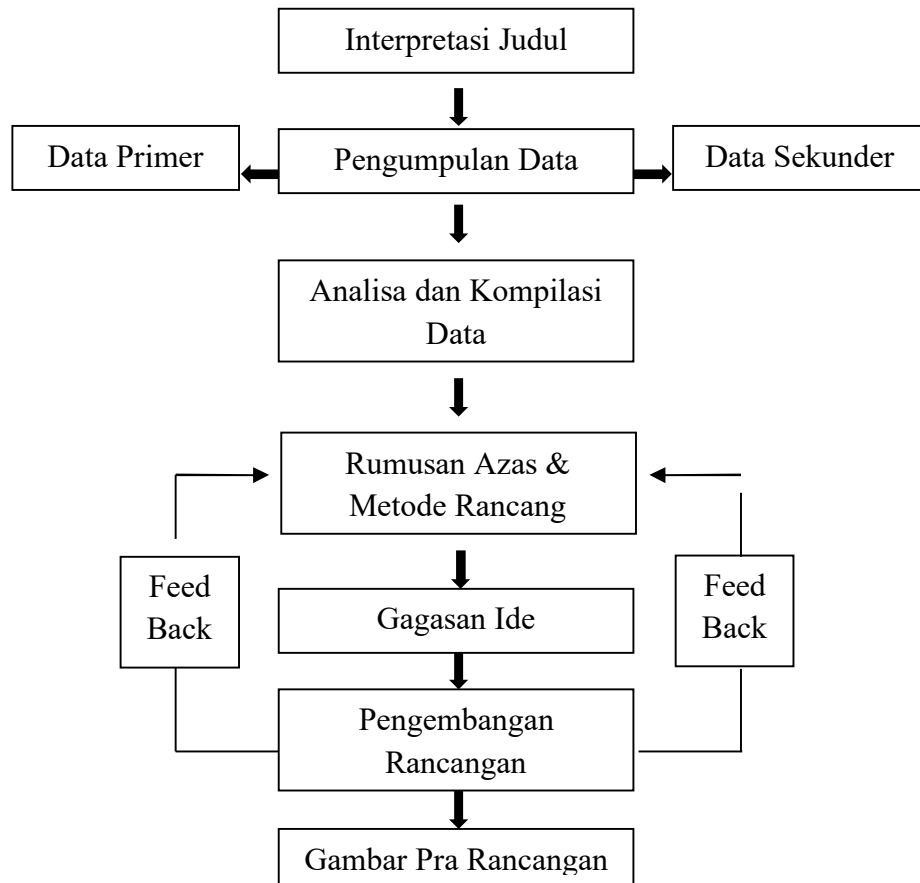 Interpretasi Judul
Data Primer
Pengumpulan Data
Data Sekunder
Analisa dan Kompilasi
Data
Rumusan Azas &
Metode Rancang
Feed
Back
Gagasan Ide
Feed
Back
Pengembangan
Rancangan
Gambar Pra Rancangan